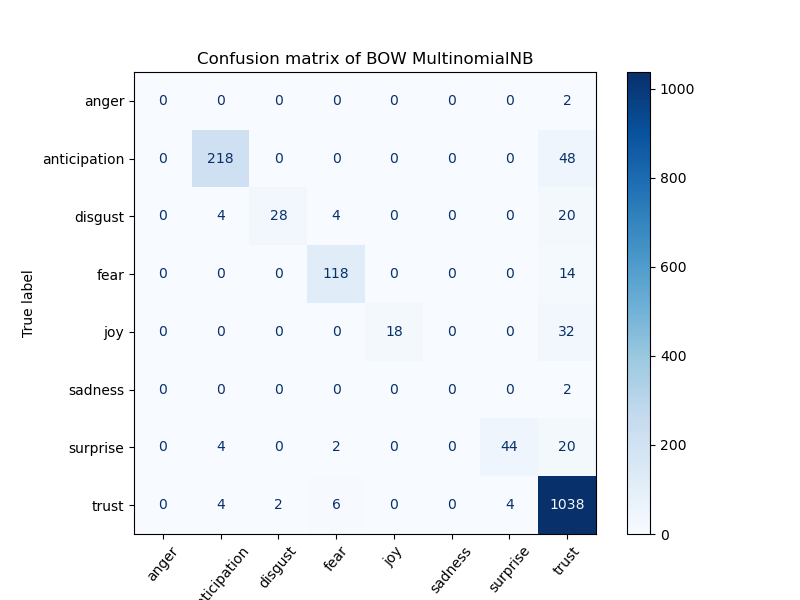 Confusion matrix of BOW MultinomialNB
True label
anger 0 0 0 0 0 0 0 2
anticipation 0 218 0 0 0 0 0 48
disgust 0 4 28 4 0 0 0 20
fear 0 0 0 118 0 0 0 14
joy 0 0 0 0 18 0 0 32
sadness 0 0 0 0 0 0 0 2
surprise 0 4 0 2 0 0 44 20
trust 0 4 2 6 0 0 4 1038
anger ticipation disgust fear joy sadness surprise trust
1000
800
600
400
200
0